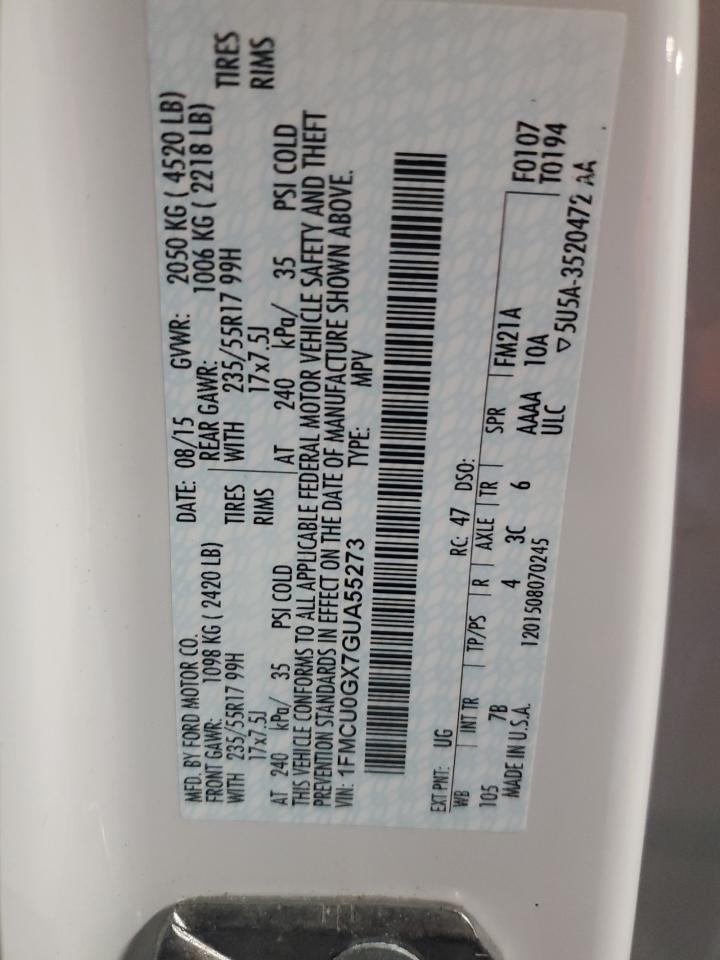 MFD. BY FORD MOTOR CO. DATE: 08/15 GVWR: 2050 KG ( 4520 LB)
FRONT GAWR: 1098 KG ( 2420 LB) REAR GAWR: 1006 KG ( 2218 LB)
WITH 235/55R17 99H TIRES WITH 235/55R17 99H TIRES
17x7.5J RIMS 17x7.5J RIMS
AT 240 kPa/ 35 PSI COLD AT 240 kPa/ 35 PSI COLD
THIS VEHICLE CONFORMS TO ALL APPLICABLE FEDERAL MOTOR VEHICLE SAFETY AND THEFT
PREVENTION STANDARDS IN EFFECT ON THE DATE OF MANUFACTURE SHOWN ABOVE.
VIN: 1FMCU0GX7GUA55273 TYPE: MPV
EXT PNT: UG RC: 47 DSO: F0107
WB INT TR TP/PS R AXLE TR SPR FM21A T0194
105 7B 4 3C 6 AAAA 10A
MADE IN U.S.A. 1201508070245 ULC ▽5U5A-3520472 AA